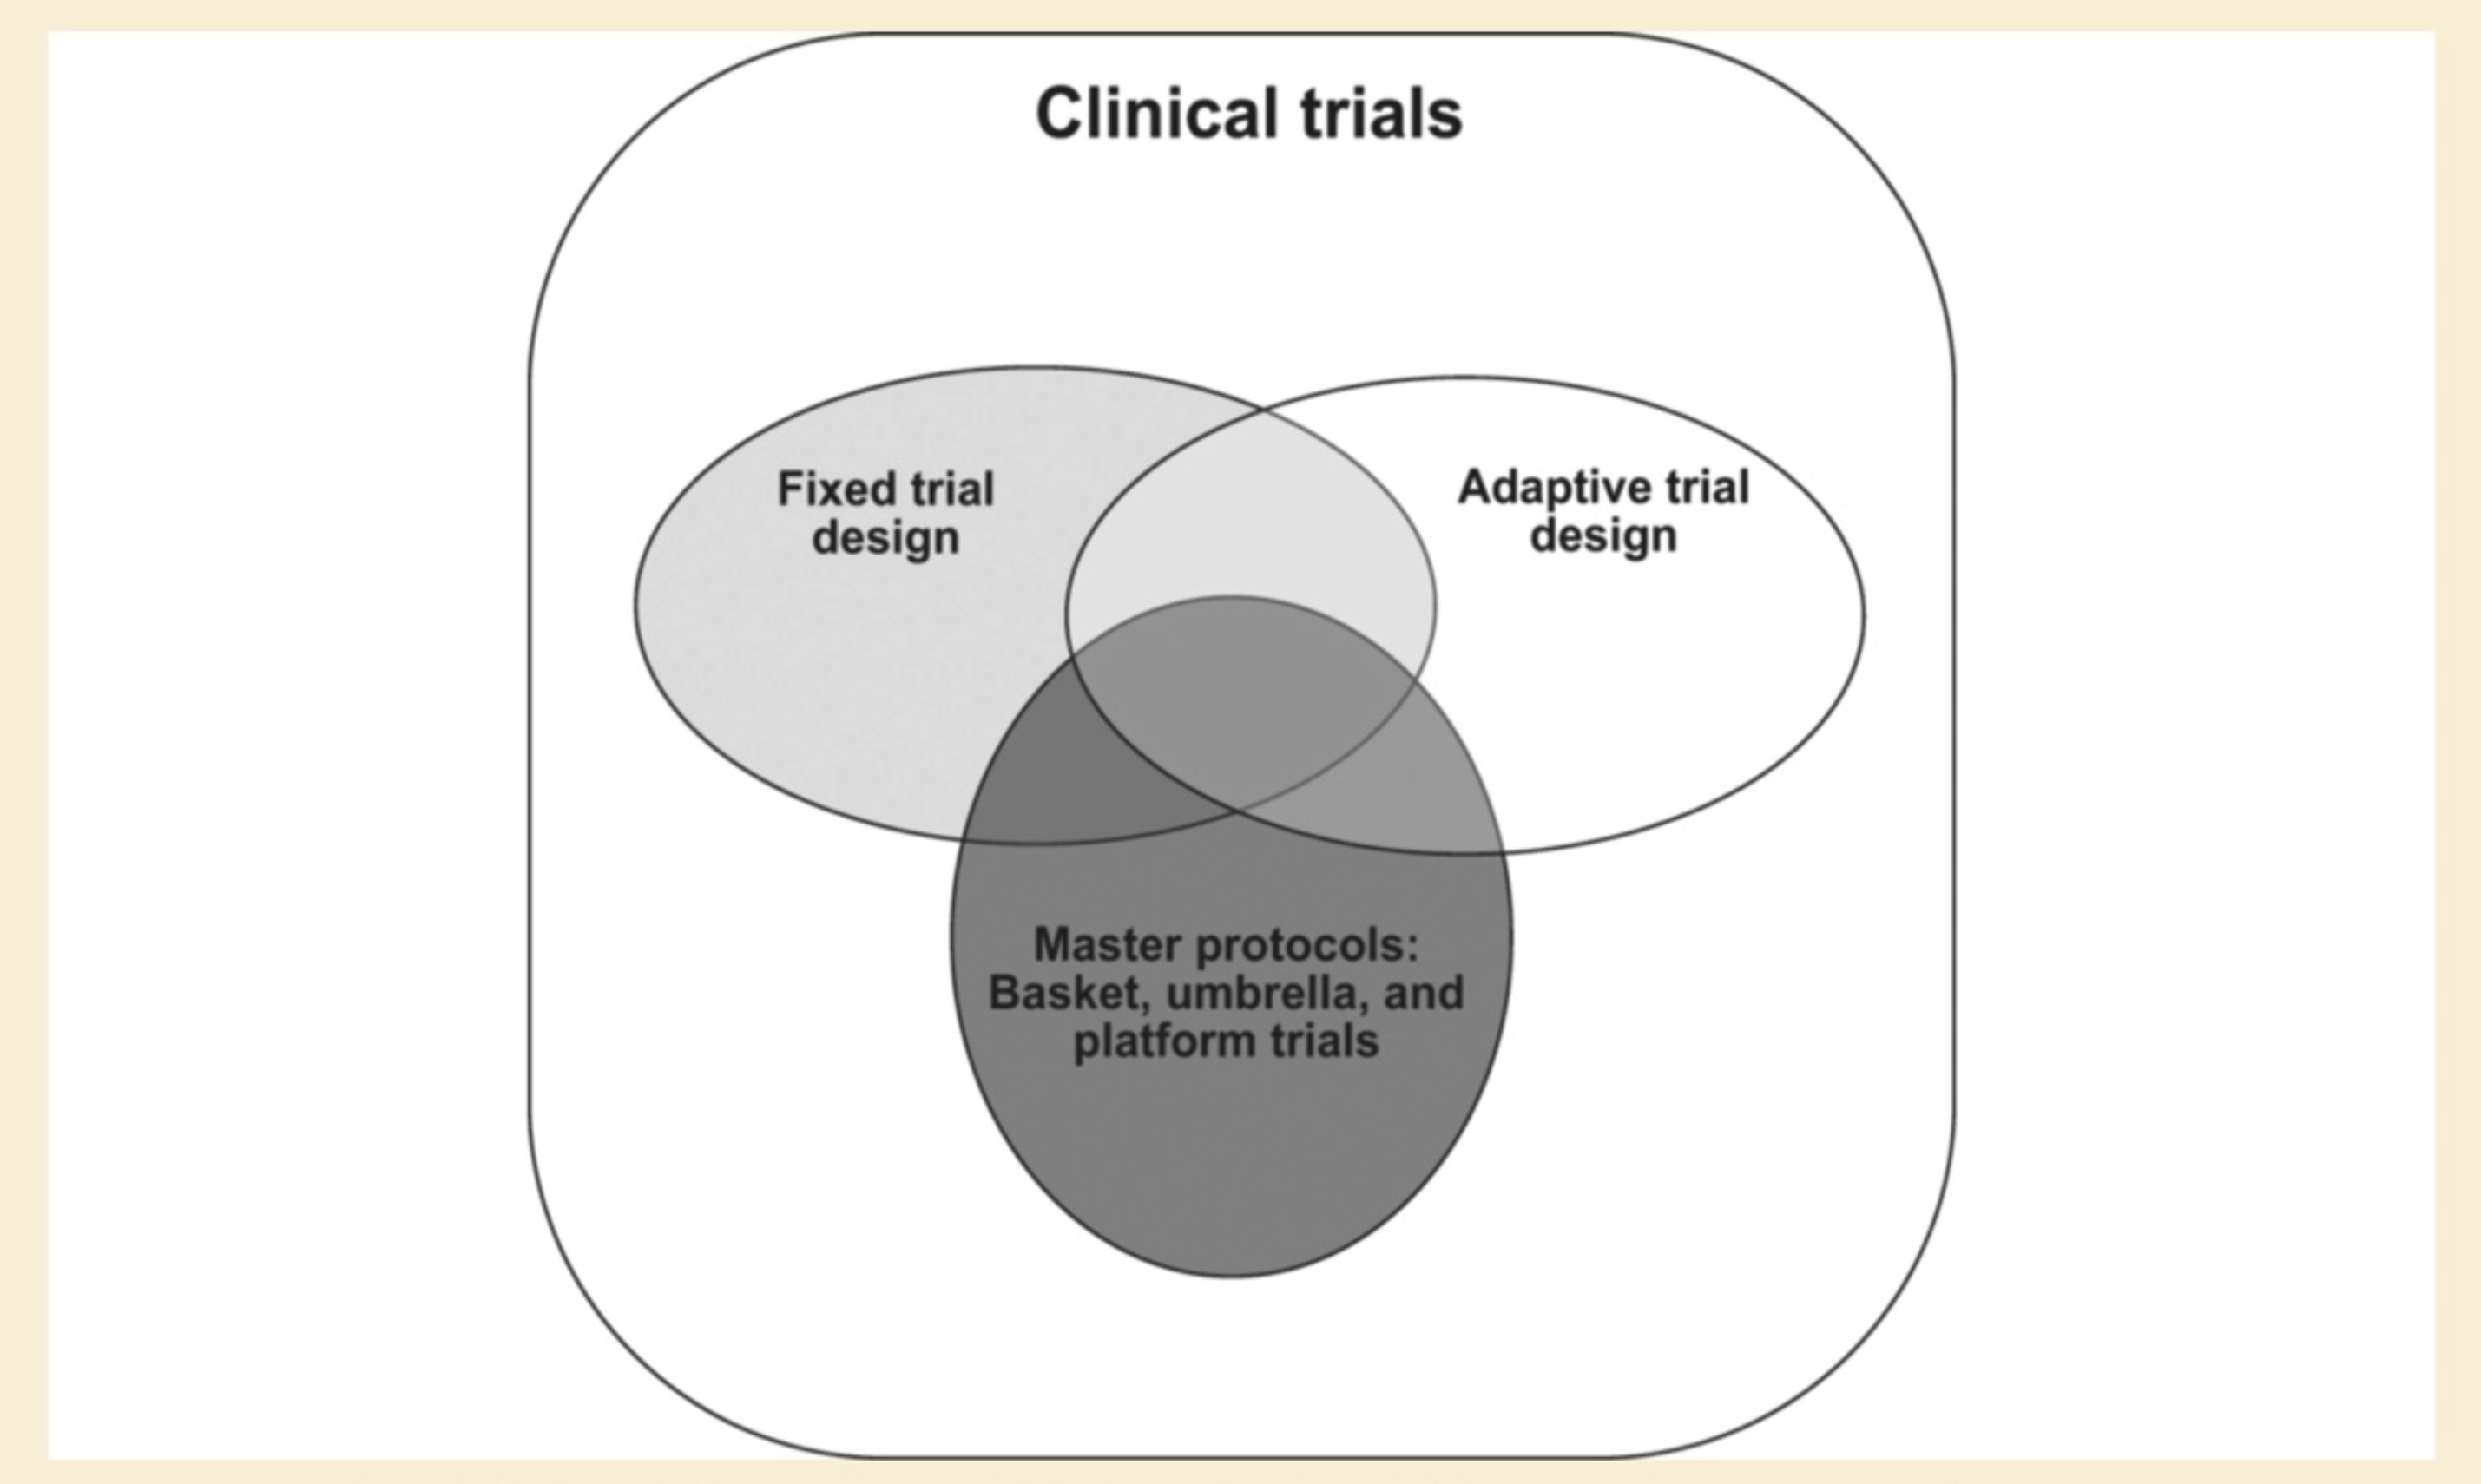 Clinical trials
Fixed trial
design
Adaptive trial
design
Master protocols:
Basket, umbrella, and
platform trials